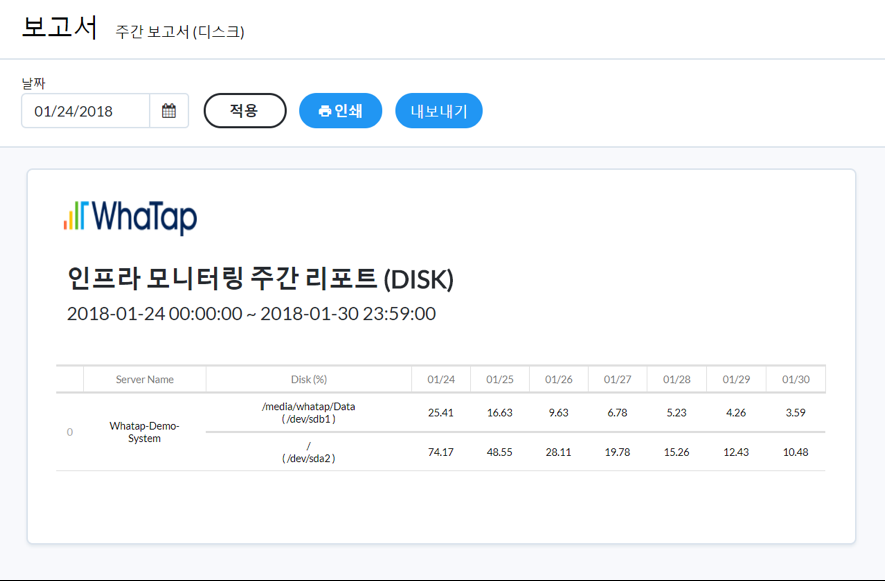 보고서 주간 보고서 (디스크)
날짜
01/24/2018 적용 인쇄 내보내기
WhaTap
인프라 모니터링 주간 리포트 (DISK)
2018-01-24 00:00:00 ~ 2018-01-30 23:59:00
Server Name Disk (%) 01/24 01/25 01/26 01/27 01/28 01/29 01/30
0 Whatap-Demo-System /media/whatap/Data ( /dev/sdb1 ) 25.41 16.63 9.63 6.78 5.23 4.26 3.59
/ ( /dev/sda2 ) 74.17 48.55 28.11 19.78 15.26 12.43 10.48